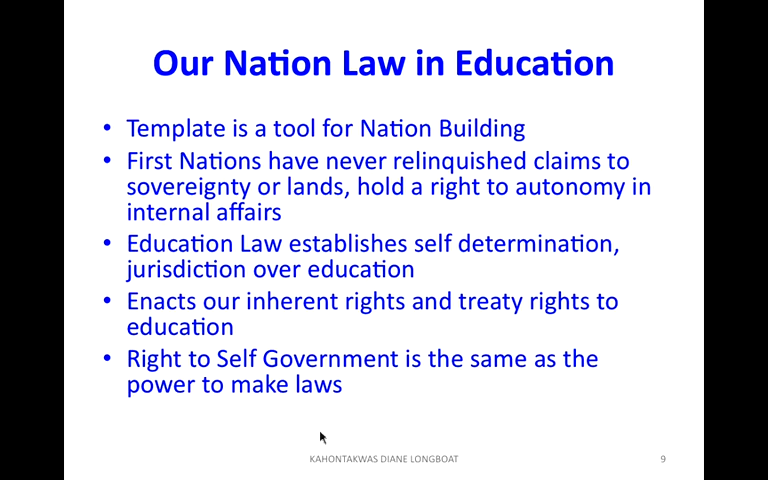 Our Nation Law in Education
• Template is a tool for Nation Building
• First Nations have never relinquished claims to
sovereignty or lands, hold a right to autonomy in
internal affairs
• Education Law establishes self determination,
jurisdiction over education
• Enacts our inherent rights and treaty rights to
education
• Right to Self Government is the same as the
power to make laws
KAHONTAKWAS DIANE LONGBOAT
9